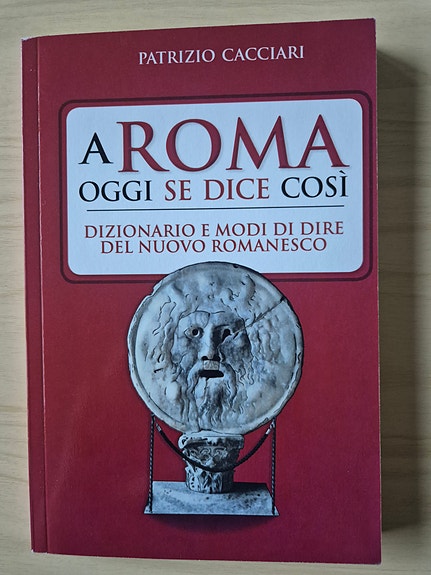 PATRIZIO CACCIARI
A ROMA
OGGI SE DICE COSÌ
DIZIONARIO E MODI DI DIRE
DEL NUOVO ROMANESCO